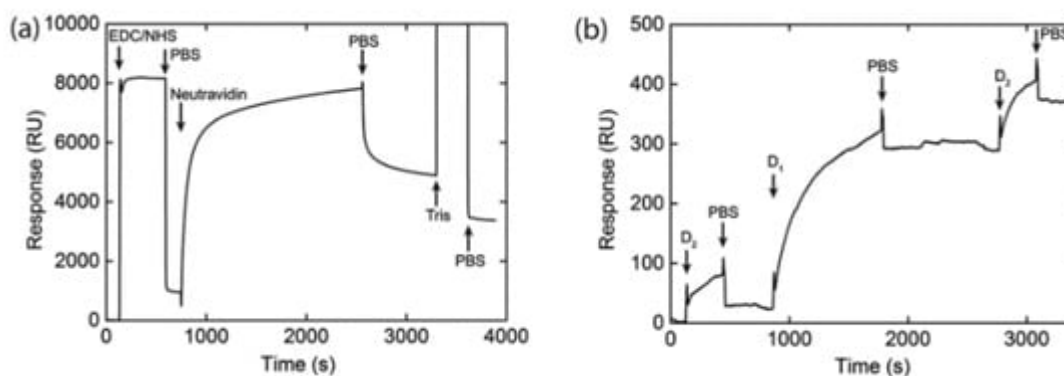 (a)
10000
8000
6000
4000
2000
0
Response (RU)
EDC/NHS
PBS
Neutravidin
PBS
Tris
PBS
0 1000 2000 3000 4000
Time (s)
(b)
500
400
300
200
100
0
Response (RU)
D₂
PBS
D₁
PBS
D₂
PBS
0 1000 2000 3000
Time (s)